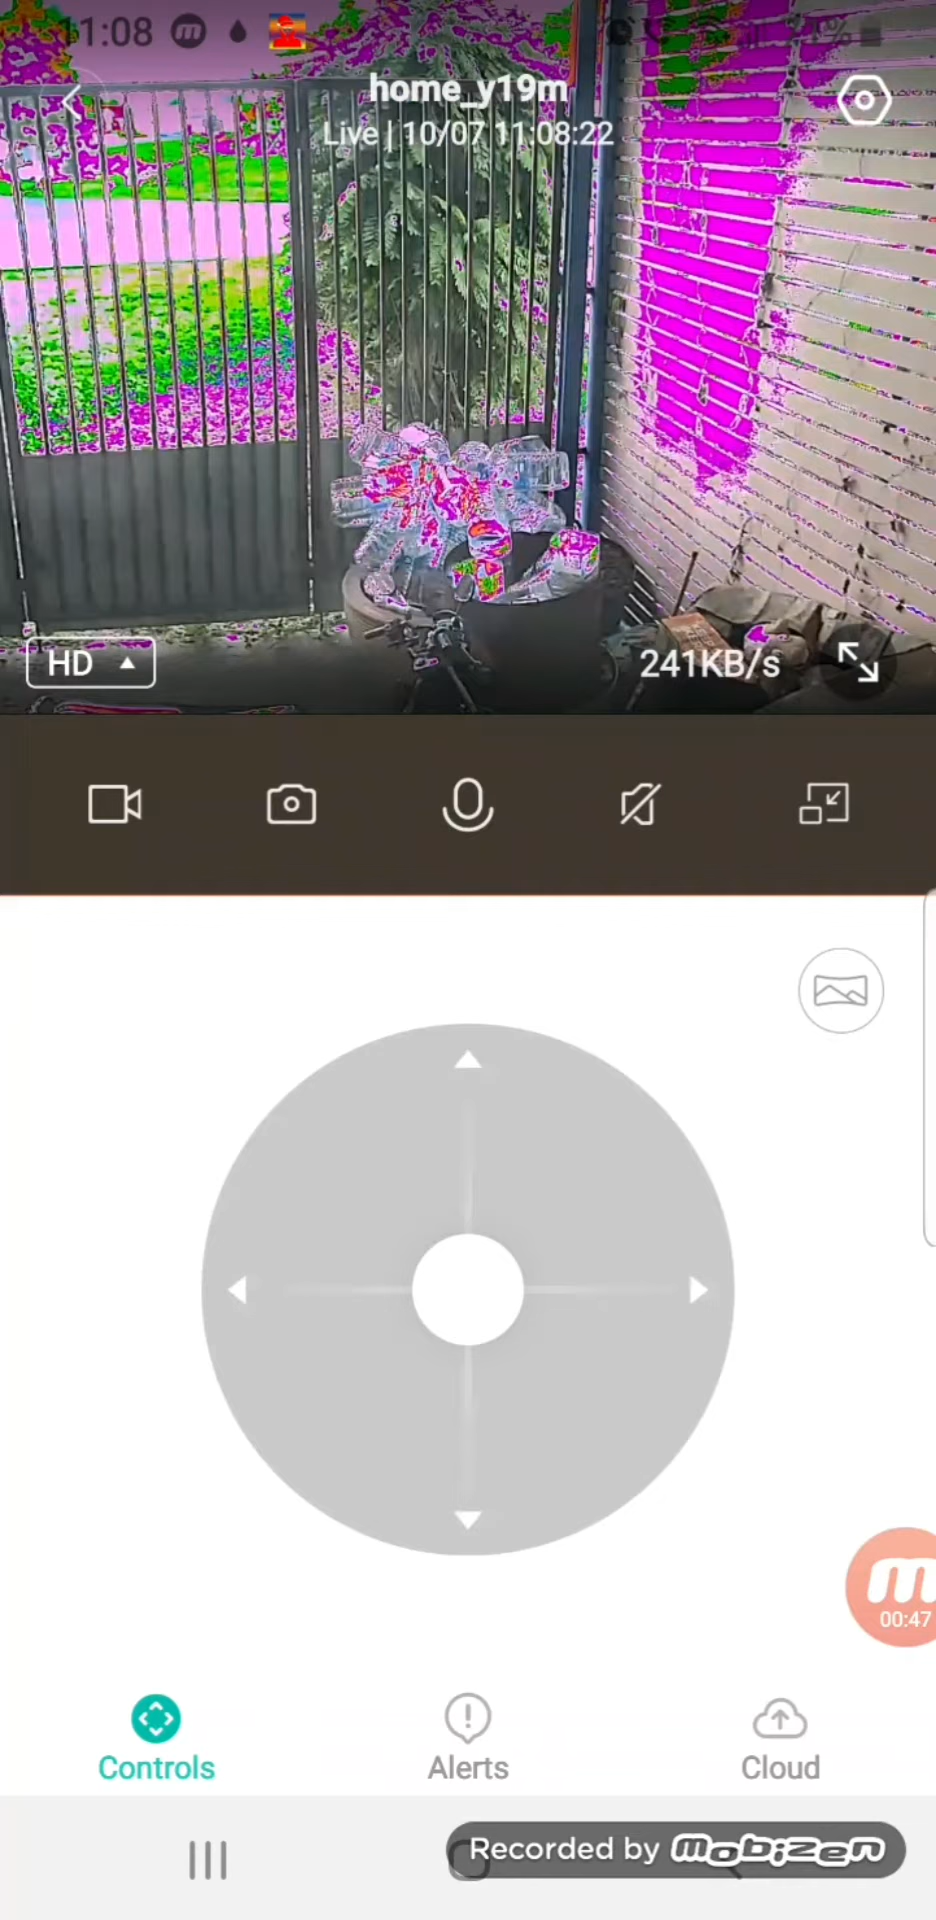 11:08
home_y19m
Live | 10/07 11:08:22
HD
241KB/s
00:47
Controls
Alerts
Cloud
Recorded by mobizen